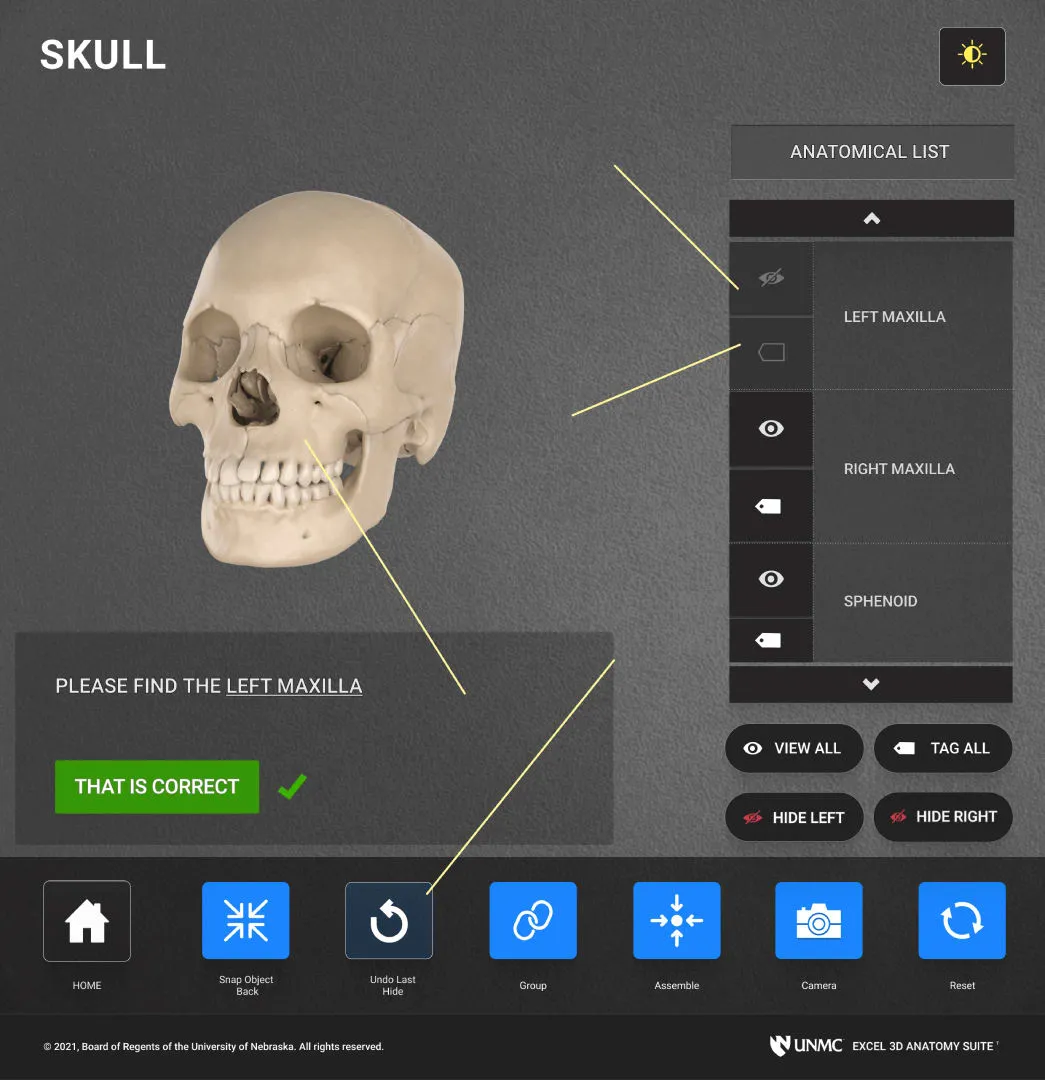 SKULL
ANATOMICAL LIST
LEFT MAXILLA
RIGHT MAXILLA
SPHENOID
PLEASE FIND THE LEFT MAXILLA
THAT IS CORRECT
VIEW ALL
TAG ALL
HIDE LEFT
HIDE RIGHT
HOME
Snap Object
Back
Undo Last
Hide
Group
Assemble
Camera
Reset
© 2021, Board of Regents of the University of Nebraska. All rights reserved.
UNMC EXCEL 3D ANATOMY SUITE